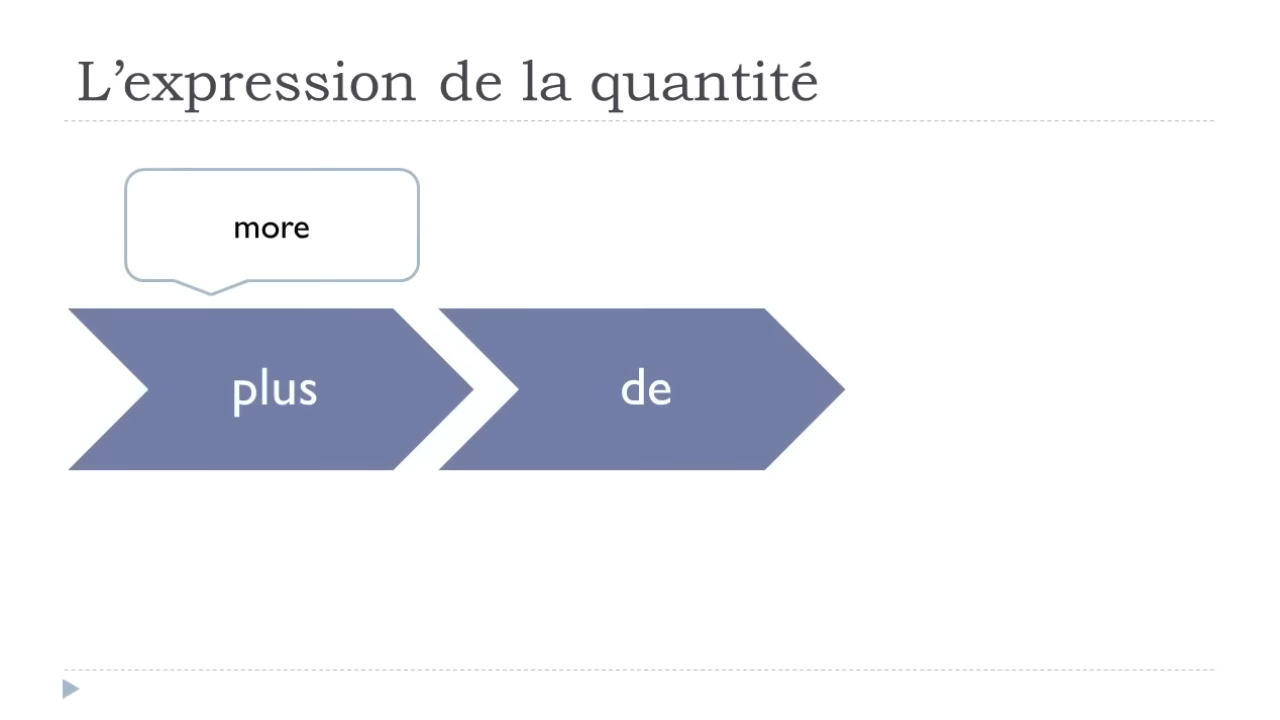 L’expression de la quantité
more
plus
de